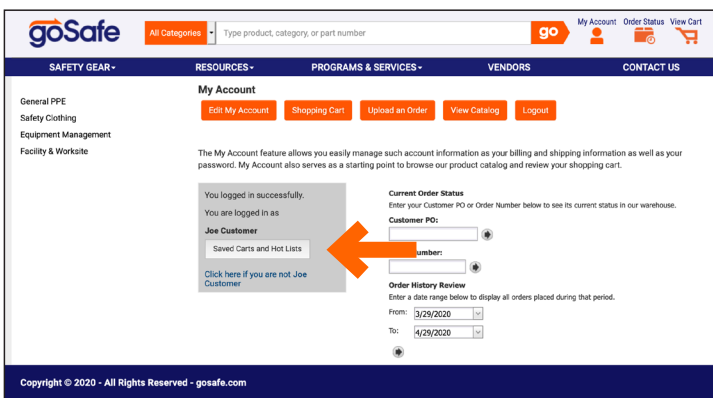 goSafe
All Categories
Type product, category, or part number
go
My Account Order Status View Cart
SAFETY GEAR RESOURCES PROGRAMS & SERVICES VENDORS CONTACT US
General PPE
Safety Clothing
Equipment Management
Facility & Worksite
My Account
Edit My Account Shopping Cart Upload an Order View Catalog Logout
The My Account feature allows you easily manage such account information as your billing and shipping information as well as your
password. My Account also serves as a starting point to browse our product catalog and review your shopping cart.
You logged in successfully.
You are logged in as
Joe Customer
Saved Carts and Hot Lists
Click here if you are not Joe
Customer
Current Order Status
Enter your Customer PO or Order Number below to see its current status in our warehouse.
Customer PO:
umber:
Order History Review
Enter a date range below to display all orders placed during that period.
From: 3/29/2020
To: 4/29/2020
Copyright © 2020 - All Rights Reserved - gosafe.com